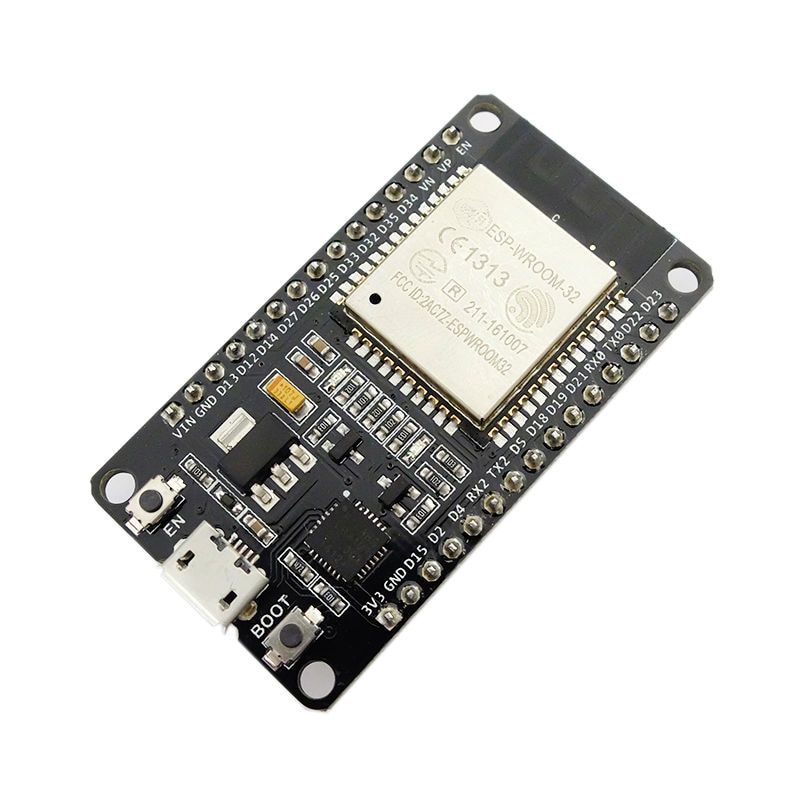 EN
VP
VN
D34
D35
D32
D33
D25
D26
D27
D14
D12
D13
GND
VIN
ESP-WROOM-32
CE1313
R 211-161007
FCC ID:2AC7Z-ESPWROOM32
D23
D22
TX0
RX0
D21
D19
D18
D5
TX2
RX2
D4
D2
D15
GND
3V3
EN
BOOT